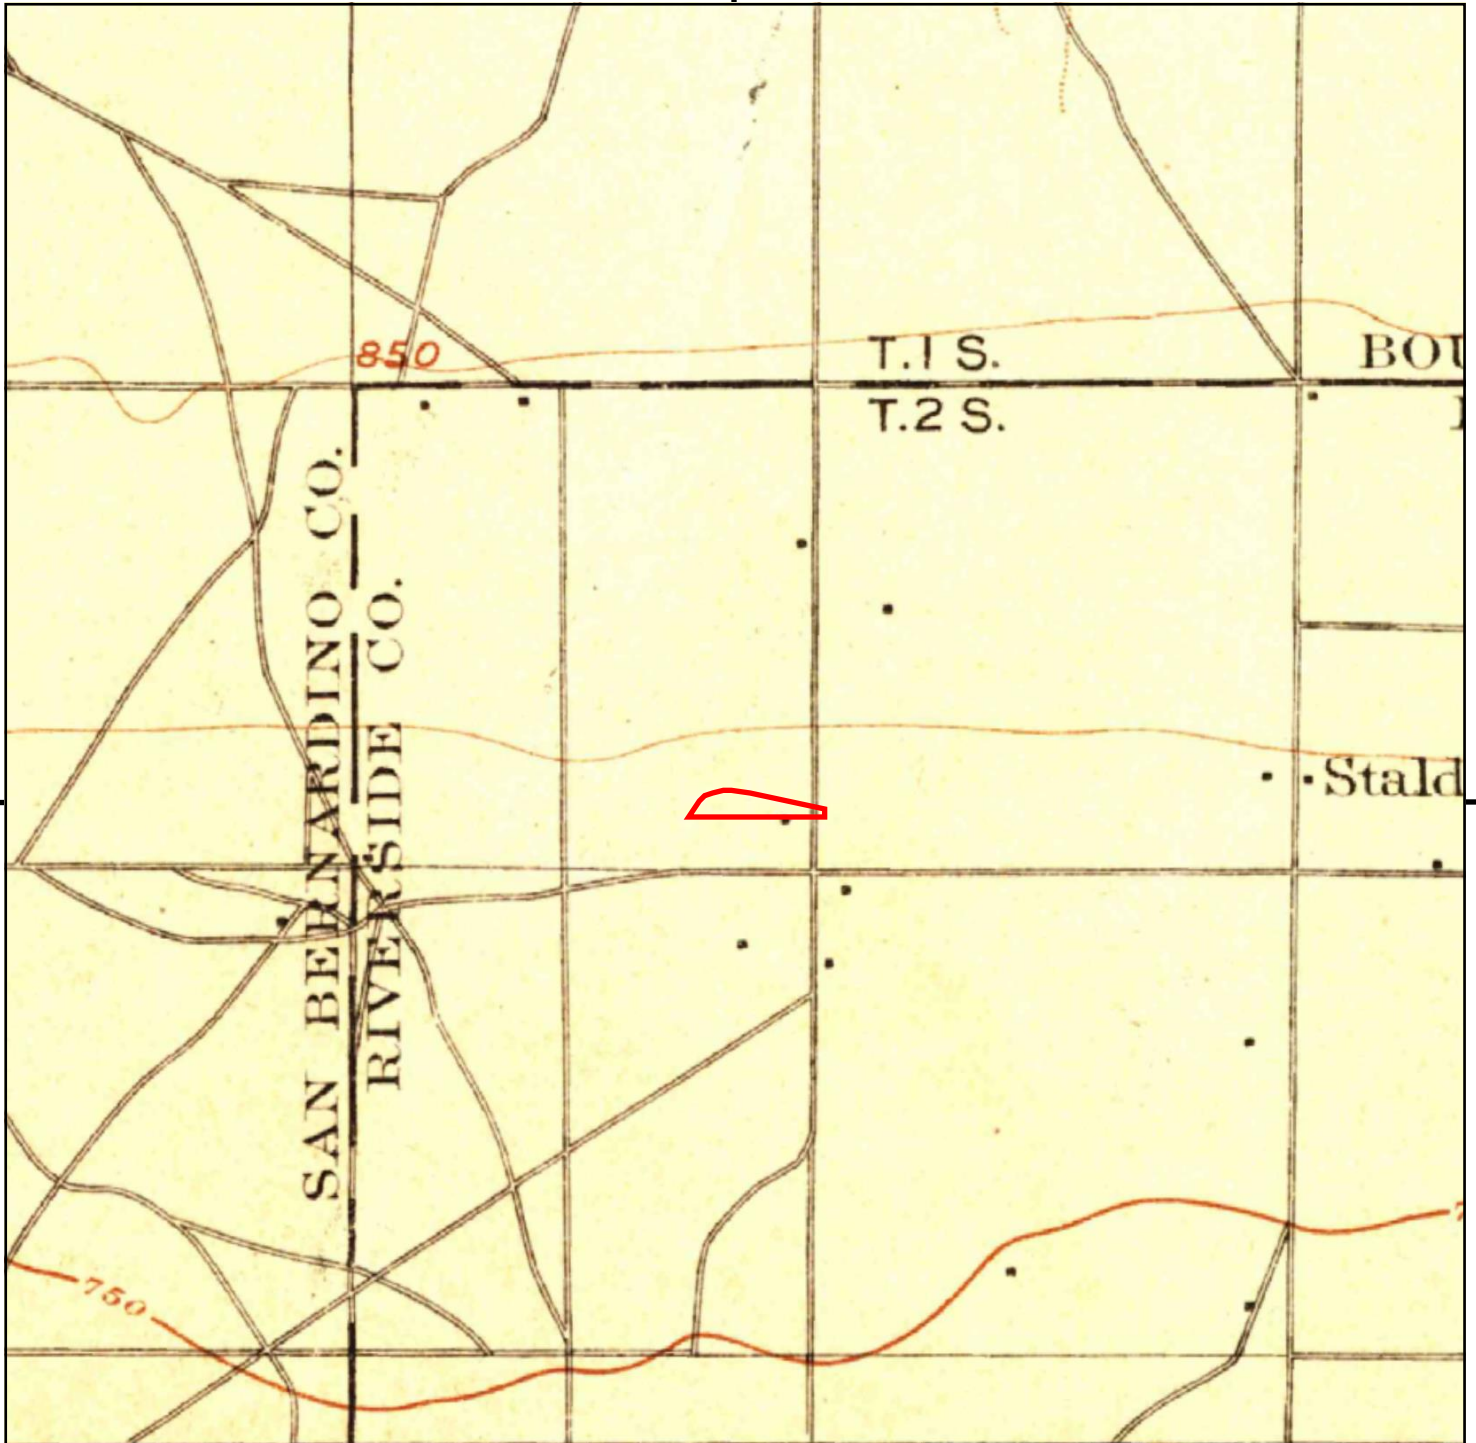 850
T.1 S.
BOU
T.2 S.
SAN BERNARDINO CO.
RIVERSIDE CO.
Stald
750